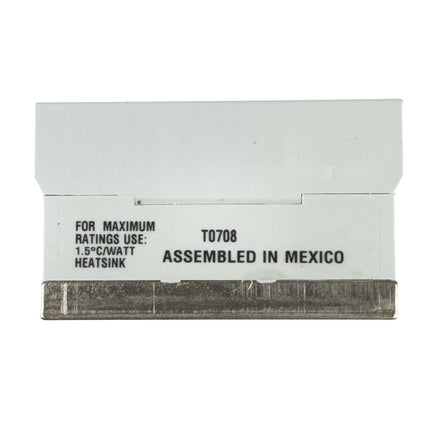 FOR MAXIMUM
RATINGS USE:
1.5°C/WATT
HEATSINK
T0708
ASSEMBLED IN MEXICO